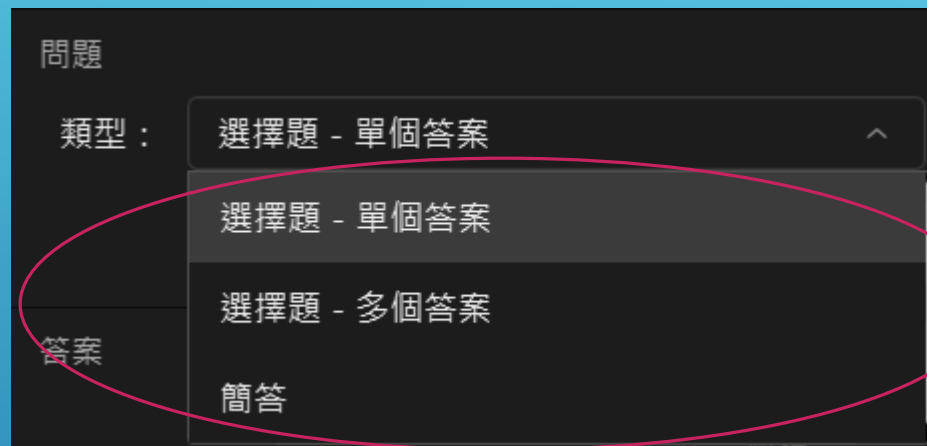 問題
類型： 選擇題 - 單個答案
選擇題 - 單個答案
選擇題 - 多個答案
答案
簡答